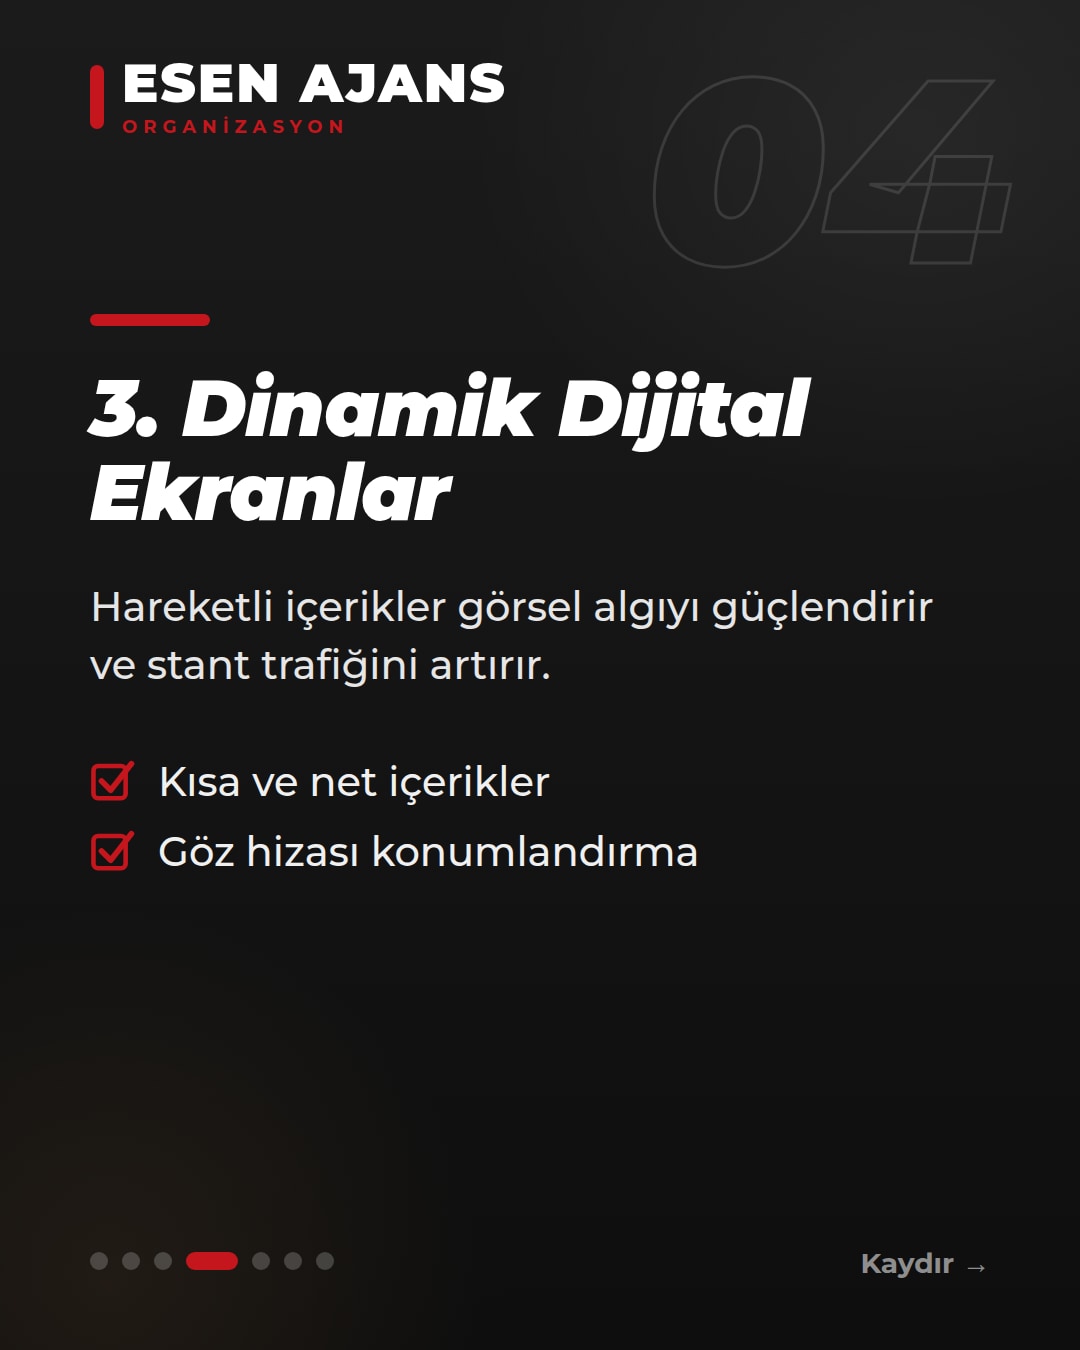 ESEN AJANS
ORGANİZASYON
04
3. Dinamik Dijital
Ekranlar
Hareketli içerikler görsel algıyı güçlendirir
ve stant trafiğini artırır.
Kısa ve net içerikler
Göz hizası konumlandırma
Kaydır →